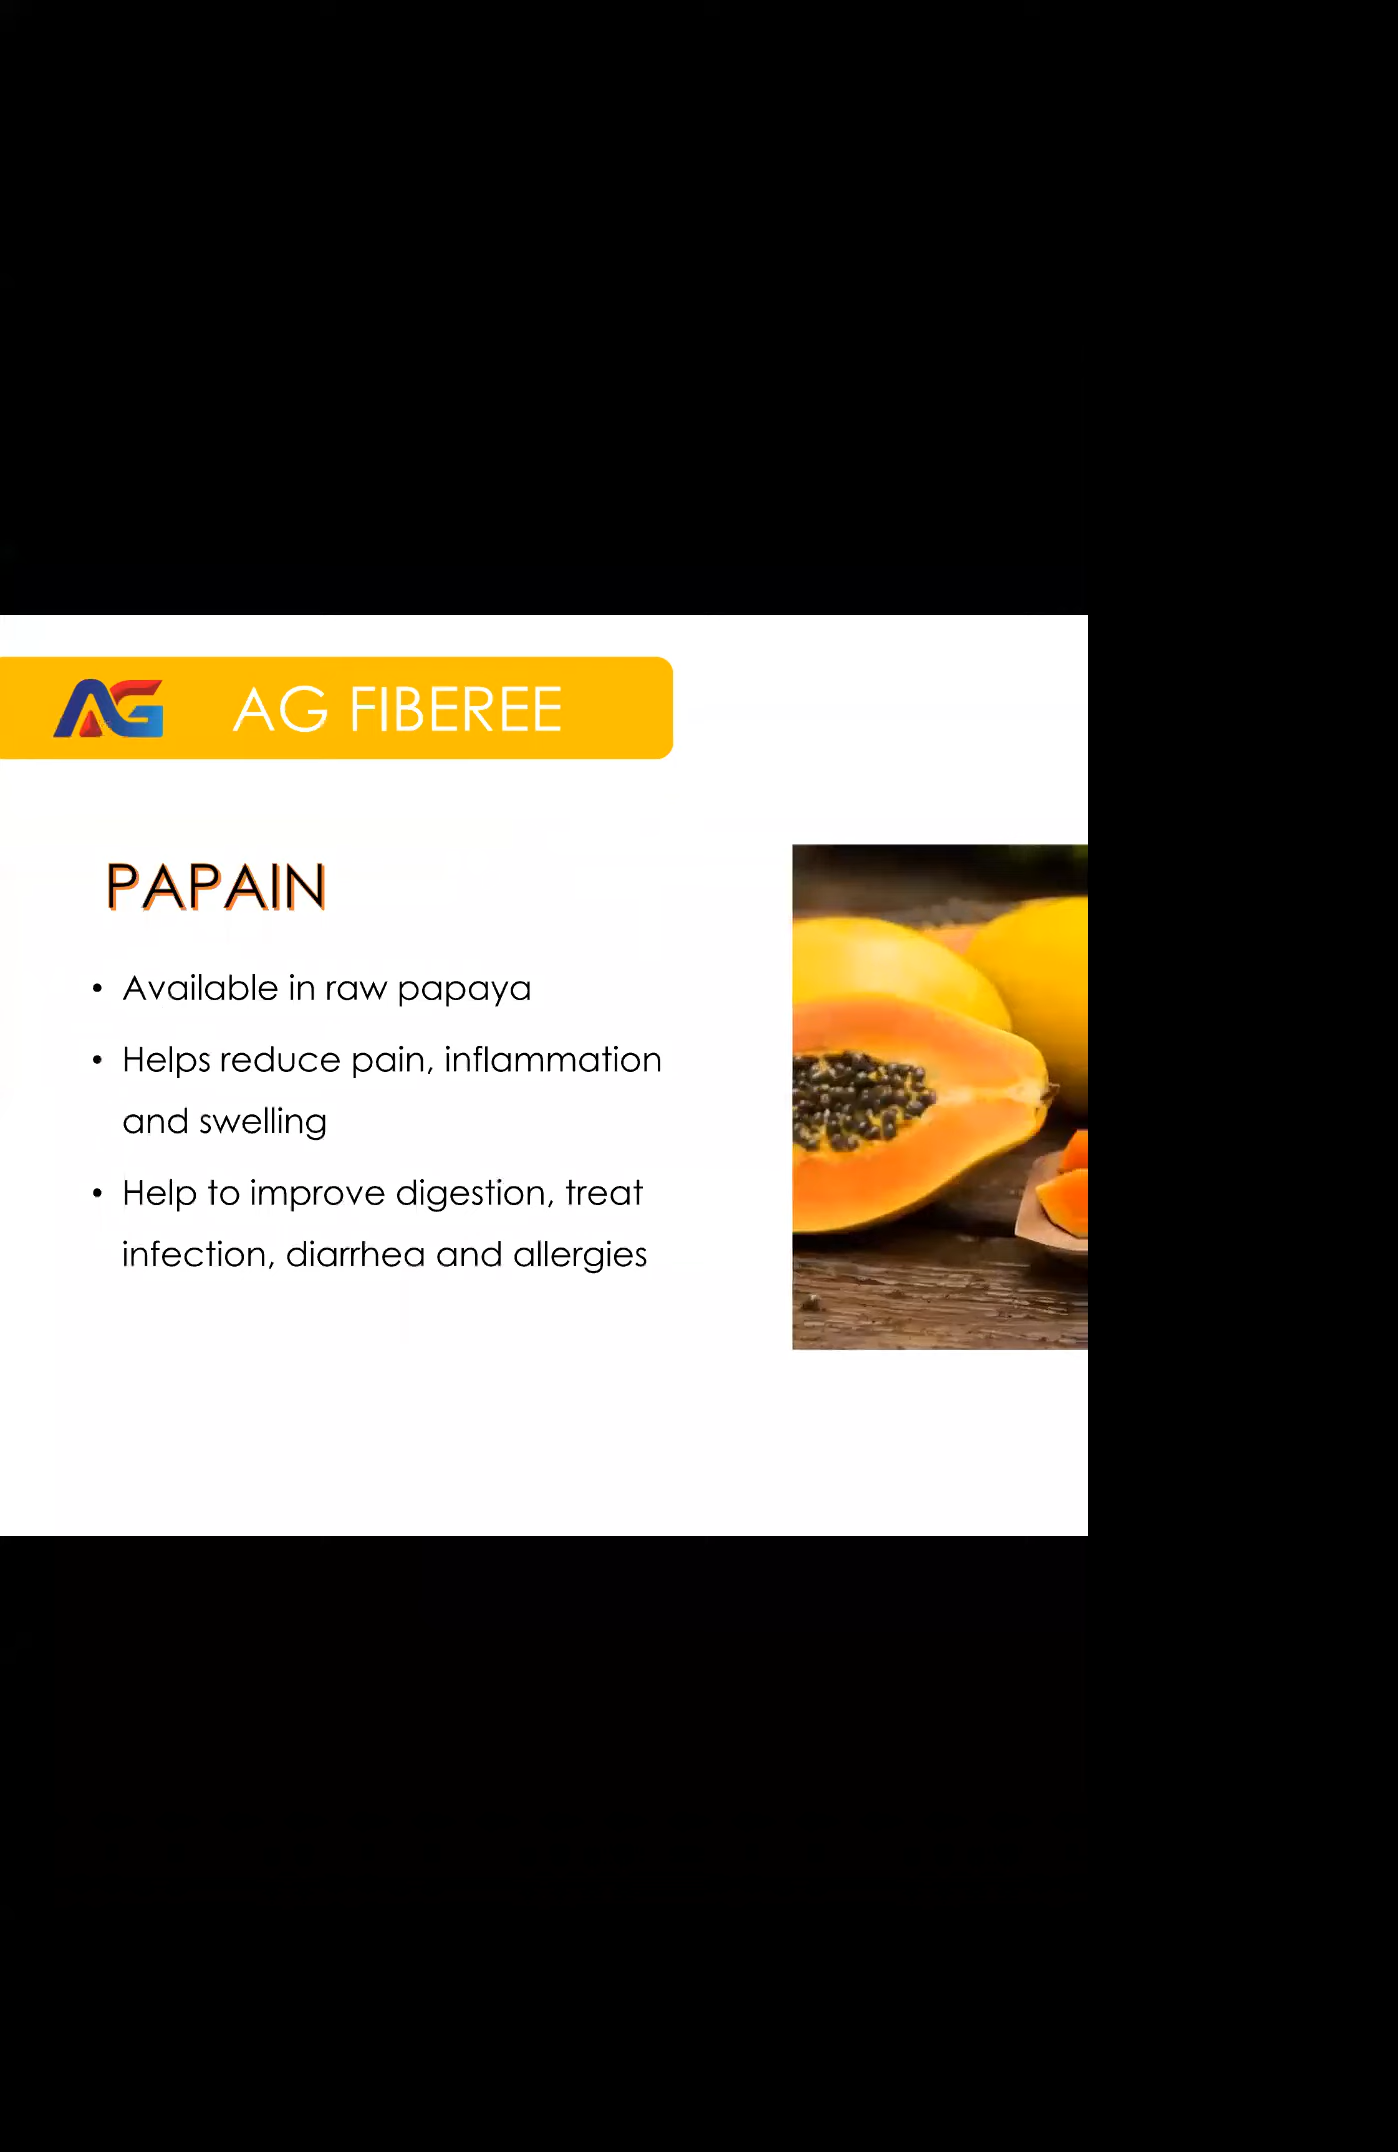 AG AG FIBEREE
PAPAIN
• Available in raw papaya
• Helps reduce pain, inflammation
and swelling
• Help to improve digestion, treat
infection, diarrhea and allergies